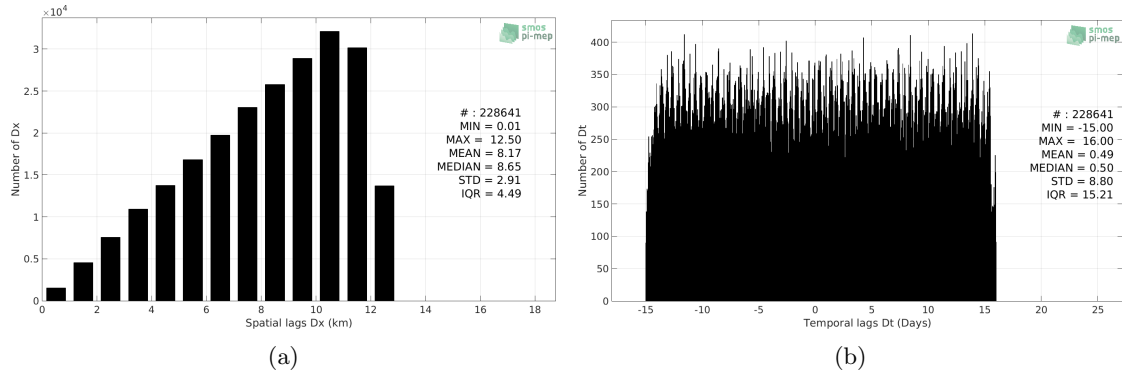 ×10⁴
smos
pi-mep
3
2.5
2
1.5
1
0.5
0
Number of Dx
# : 228641
MIN = 0.01
MAX = 12.50
MEAN = 8.17
MEDIAN = 8.65
STD = 2.91
IQR = 4.49
0 2 4 6 8 10 12 14 16 18
Spatial lags Dx (km)
(a)
smos
pi-mep
400
350
300
250
200
150
100
50
0
Number of Dt
# : 228641
MIN = -15.00
MAX = 16.00
MEAN = 0.49
MEDIAN = 0.50
STD = 8.80
IQR = 15.21
-15 -10 -5 0 5 10 15 20 25
Temporal lags Dt (Days)
(b)